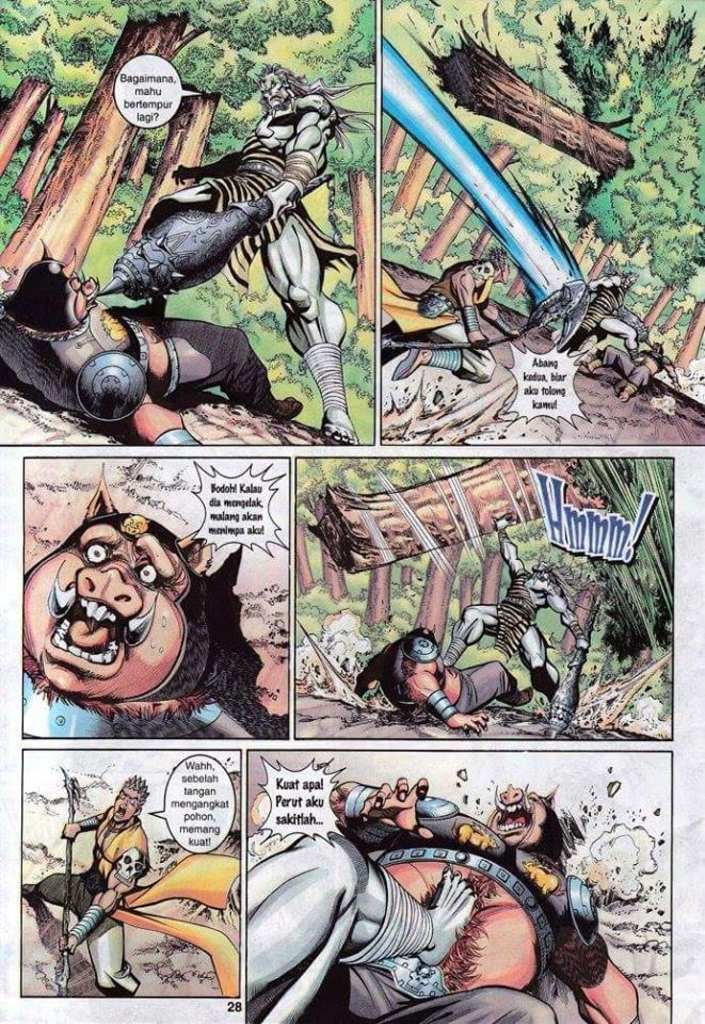 Bagaimana,
mahu
bertempur
lagi?
Abang
kedua, biar
aku tolong
kamu!
Bodoh! Kalau
dia mengelak,
malang akan
menimpa aku!
Hmmm!
Wahh,
sebelah
tangan
mengangkat
pohon,
memang
kuat!
Kuat apa!
Perut aku
sakitlah...
28